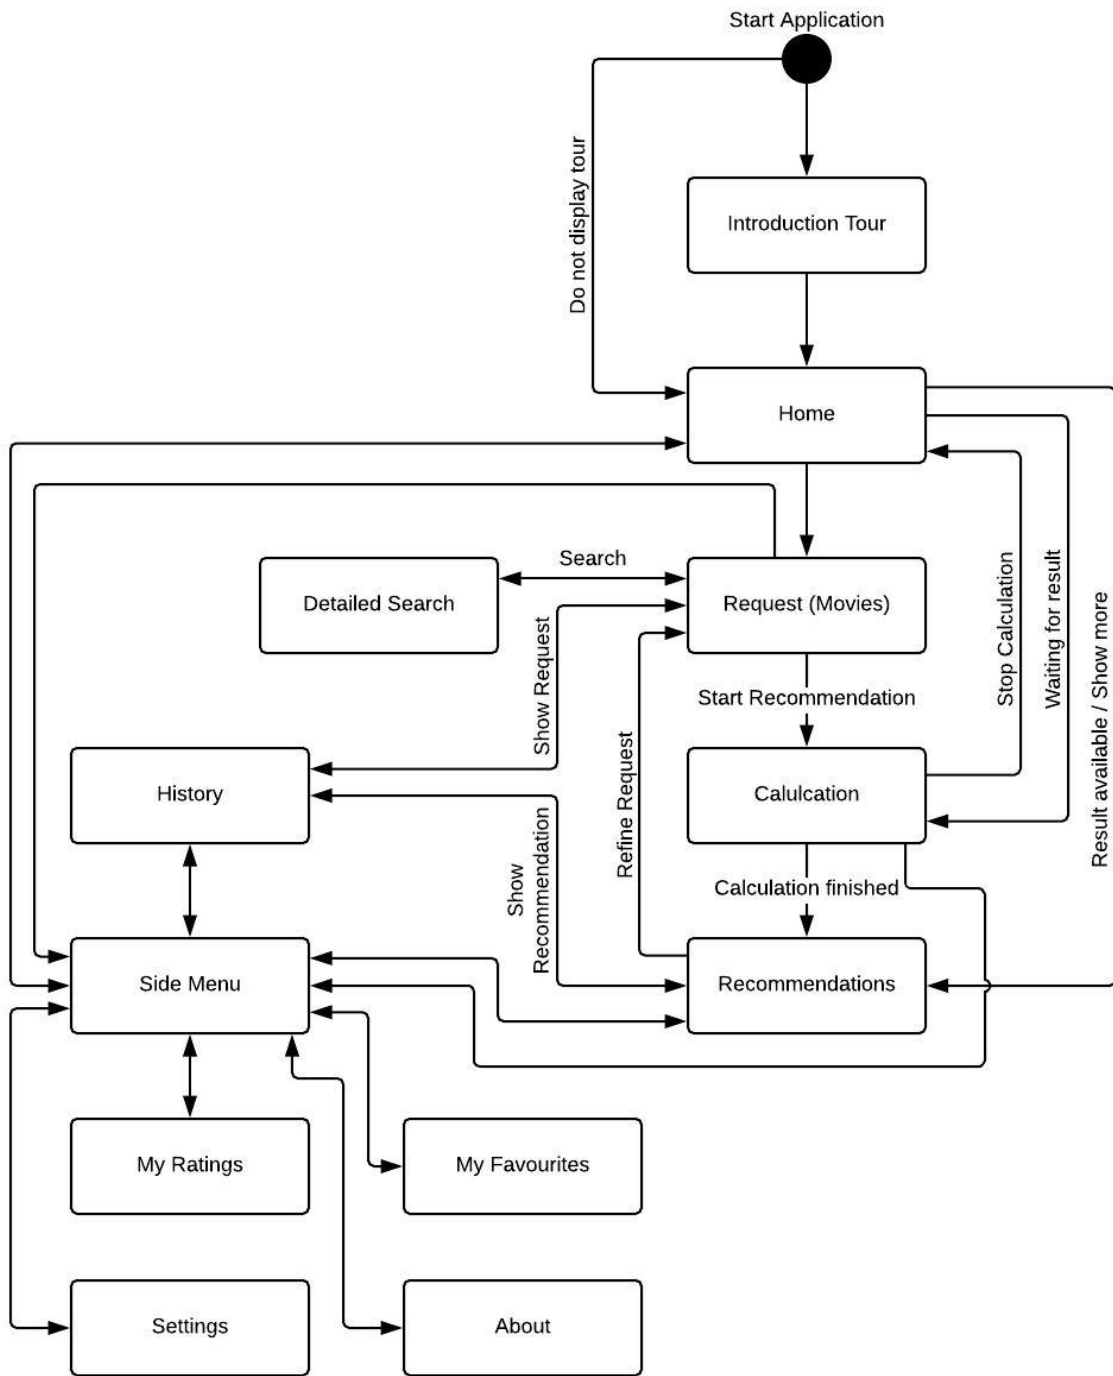 Start Application
Do not display tour
Introduction Tour
Home
Search
Detailed Search
Request (Movies)
Show Request
Stop Calculation
Waiting for result
Result available / Show more
Start Recommendation
Refine Request
History
Calulcation
Show
Recommendation
Calculation finished
Side Menu
Recommendations
My Ratings
My Favourites
Settings
About